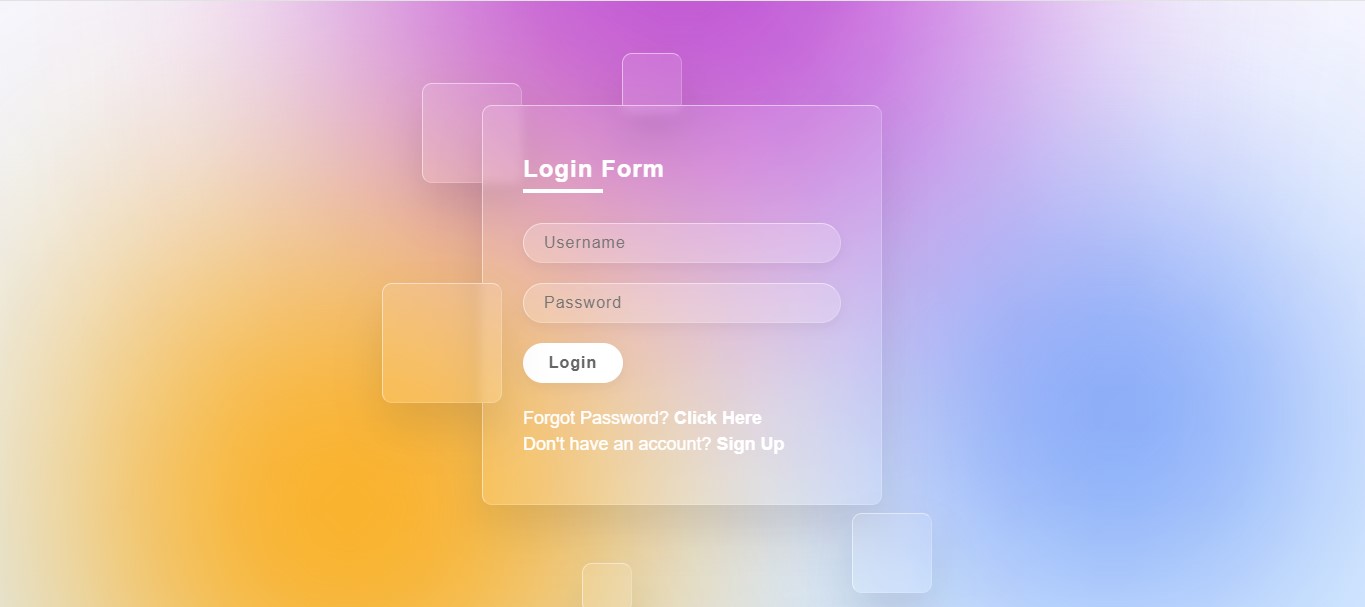 Login Form
Username
Password
Login
Forgot Password? Click Here
Don't have an account? Sign Up